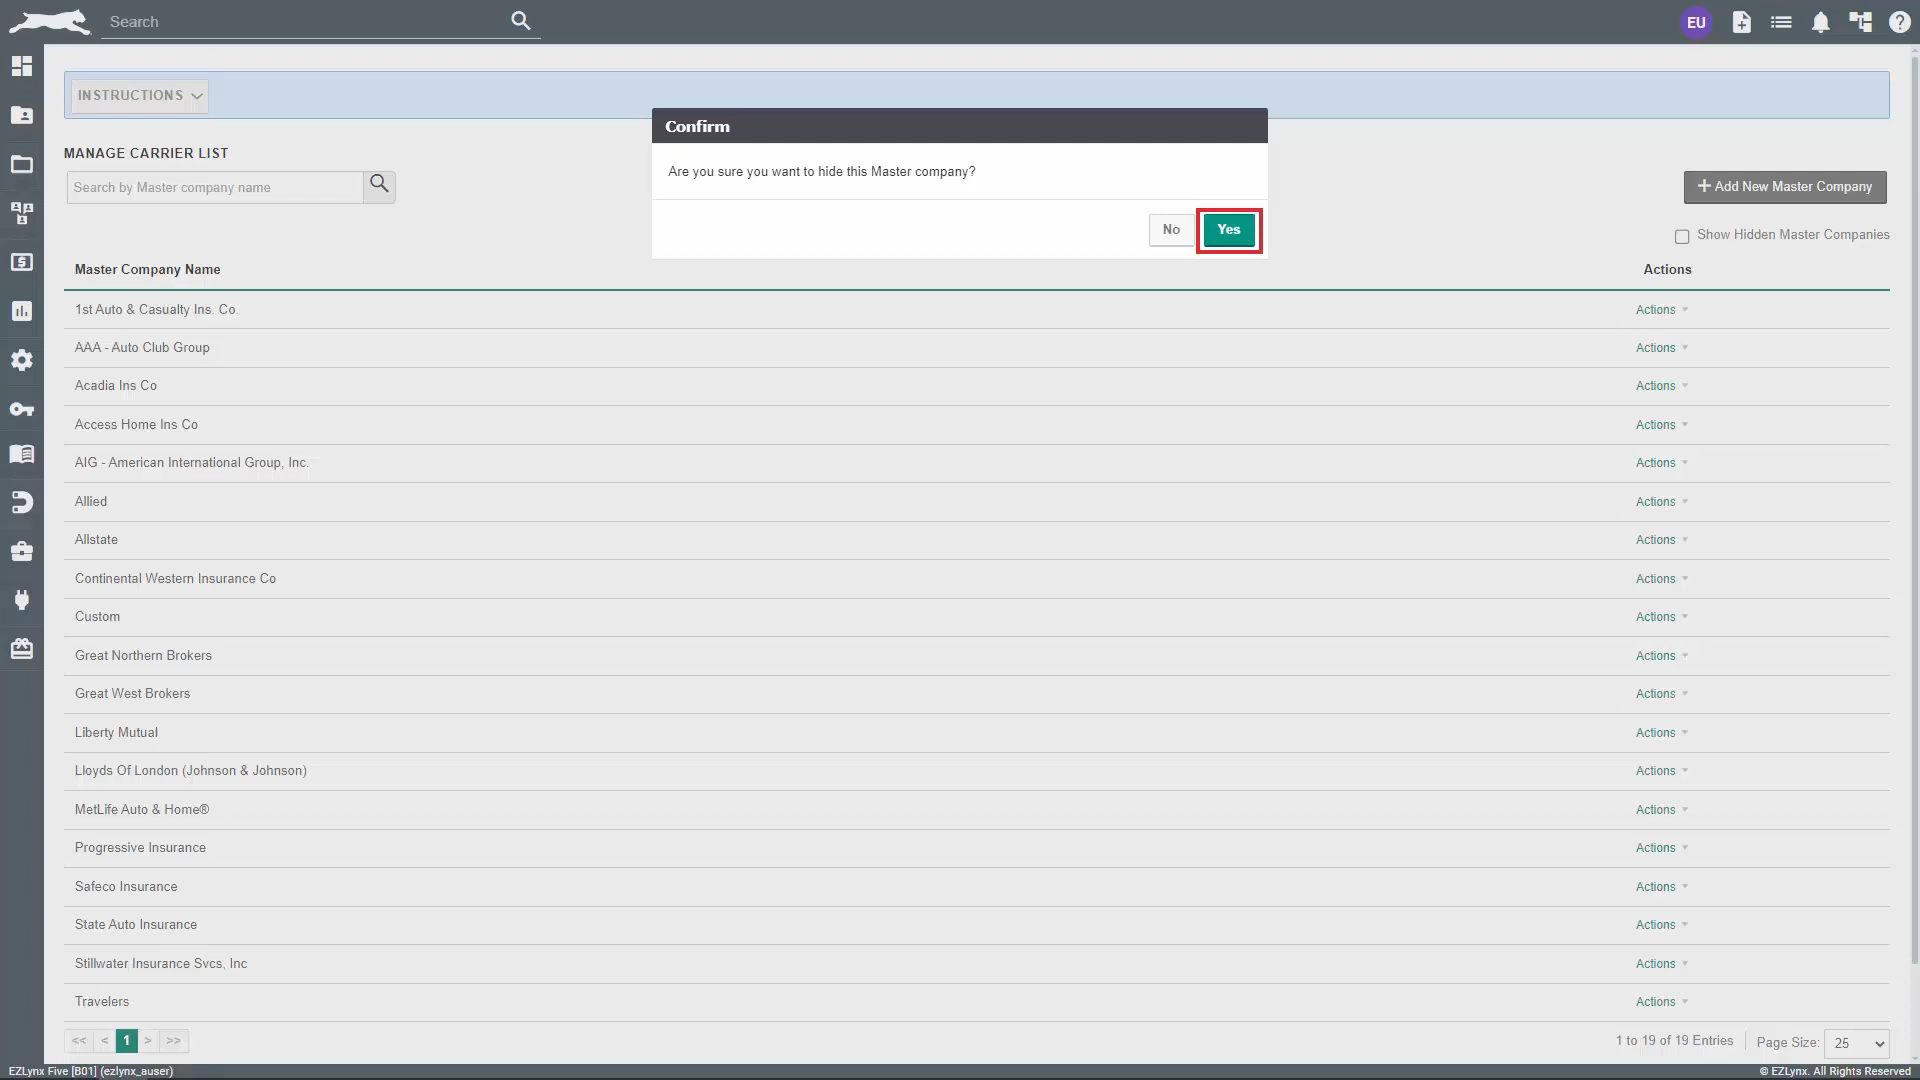 Search
EU
INSTRUCTIONS
Confirm
Are you sure you want to hide this Master company?
No
Yes
MANAGE CARRIER LIST
Search by Master company name
Add New Master Company
Show Hidden Master Companies
Master Company Name Actions
1st Auto & Casualty Ins. Co. Actions
AAA - Auto Club Group Actions
Acadia Ins Co Actions
Access Home Ins Co Actions
AIG - American International Group, Inc. Actions
Allied Actions
Allstate Actions
Continental Western Insurance Co Actions
Custom Actions
Great Northern Brokers Actions
Great West Brokers Actions
Liberty Mutual Actions
Lloyds Of London (Johnson & Johnson) Actions
MetLife Auto & Home® Actions
Progressive Insurance Actions
Safeco Insurance Actions
State Auto Insurance Actions
Stillwater Insurance Svcs, Inc Actions
Travelers Actions
<< < 1 > >> 1 to 19 of 19 Entries Page Size: 25
EZLynx Five [B01] (ezlynx_auser) © EZLynx. All Rights Reserved